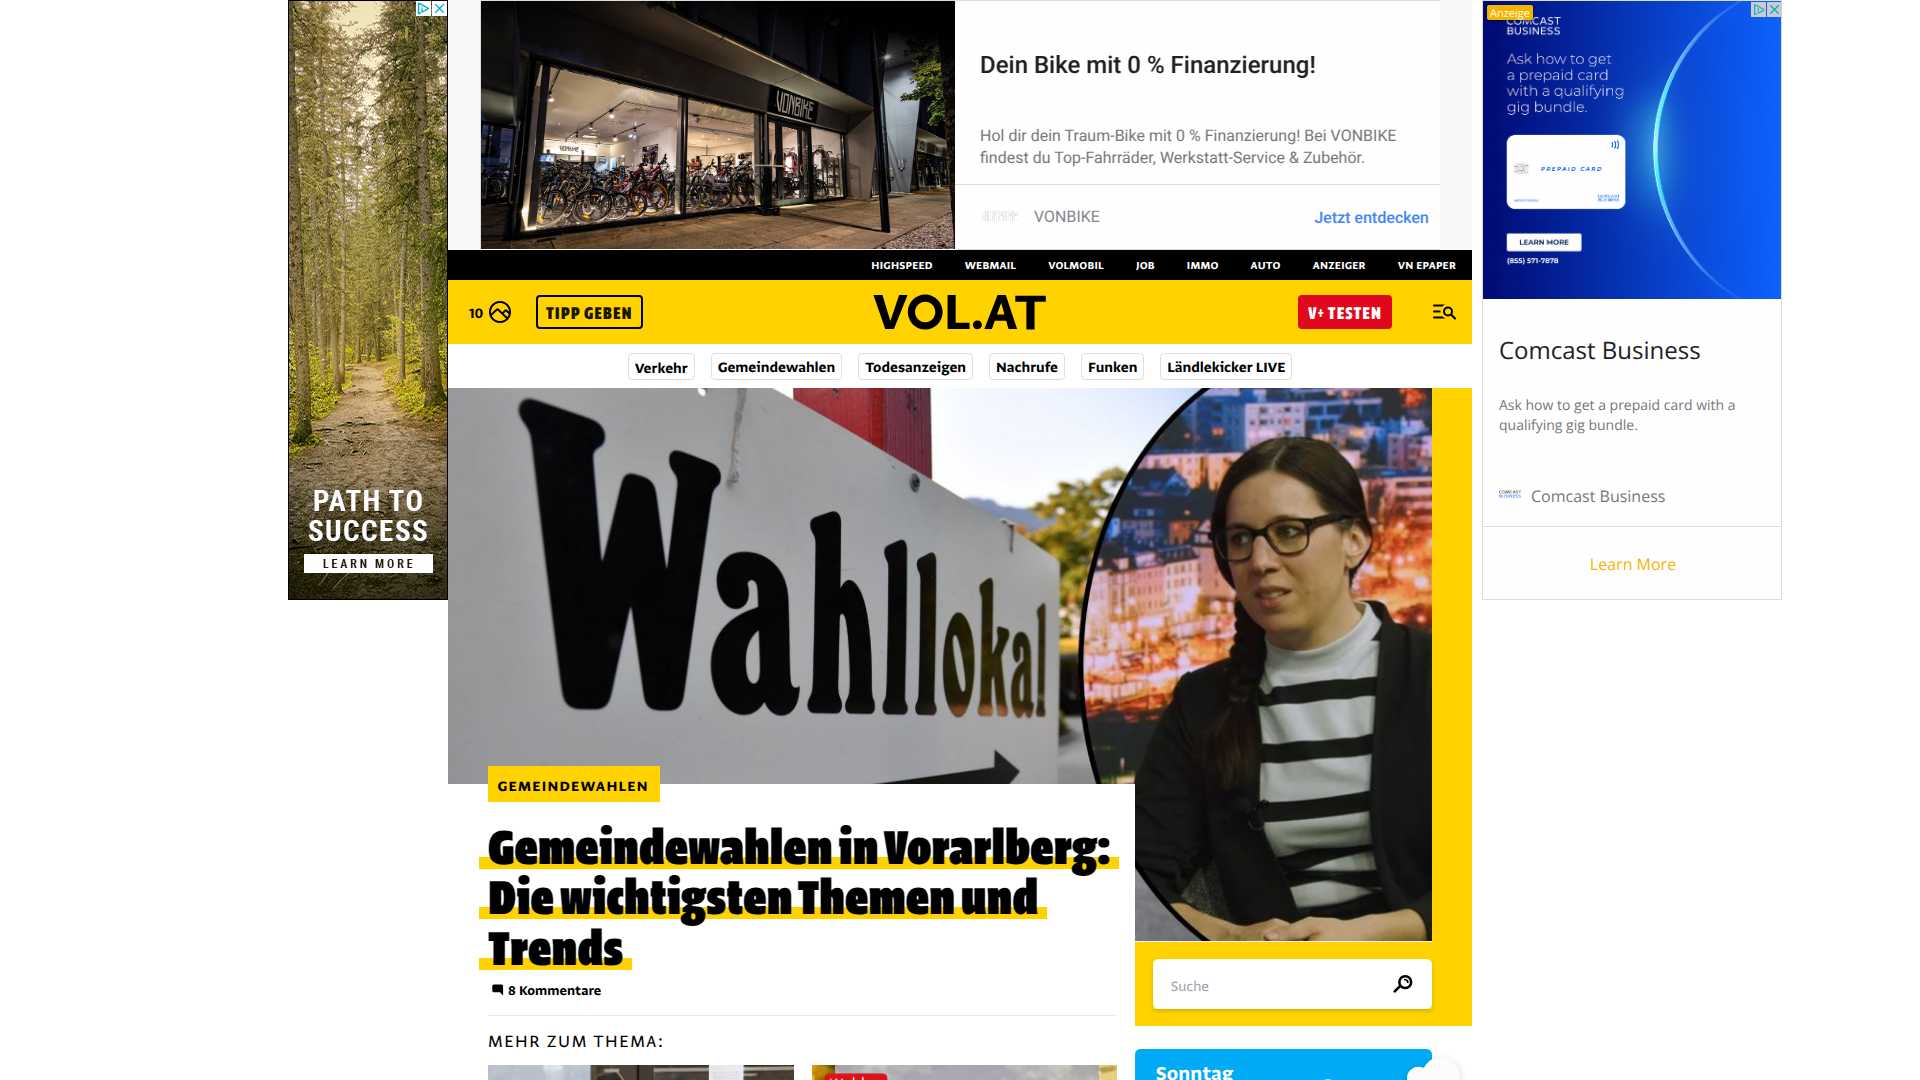 PATH TO
SUCCESS
LEARN MORE
VONBIKE
Dein Bike mit 0 % Finanzierung!
Hol dir dein Traum-Bike mit 0 % Finanzierung! Bei VONBIKE
findest du Top-Fahrräder, Werkstatt-Service & Zubehör.
VONBIKE
Jetzt entdecken
Anzeige
COMCAST
BUSINESS
Ask how to get
a prepaid card
with a qualifying
gig bundle.
PREPAID CARD
LEARN MORE
(855) 571-7878
Comcast Business
Ask how to get a prepaid card with a
qualifying gig bundle.
Comcast Business
Learn More
HIGHSPEED WEBMAIL VOLMOBIL JOB IMMO AUTO ANZEIGER VN EPAPER
10 TIPP GEBEN VOL.AT V+ TESTEN
Verkehr Gemeindewahlen Todesanzeigen Nachrufe Funken Ländlekicker LIVE
Wahllokal
GEMEINDEWAHLEN
Gemeindewahlen in Vorarlberg:
Die wichtigsten Themen und
Trends
8 Kommentare
Suche
MEHR ZUM THEMA:
Sonntag